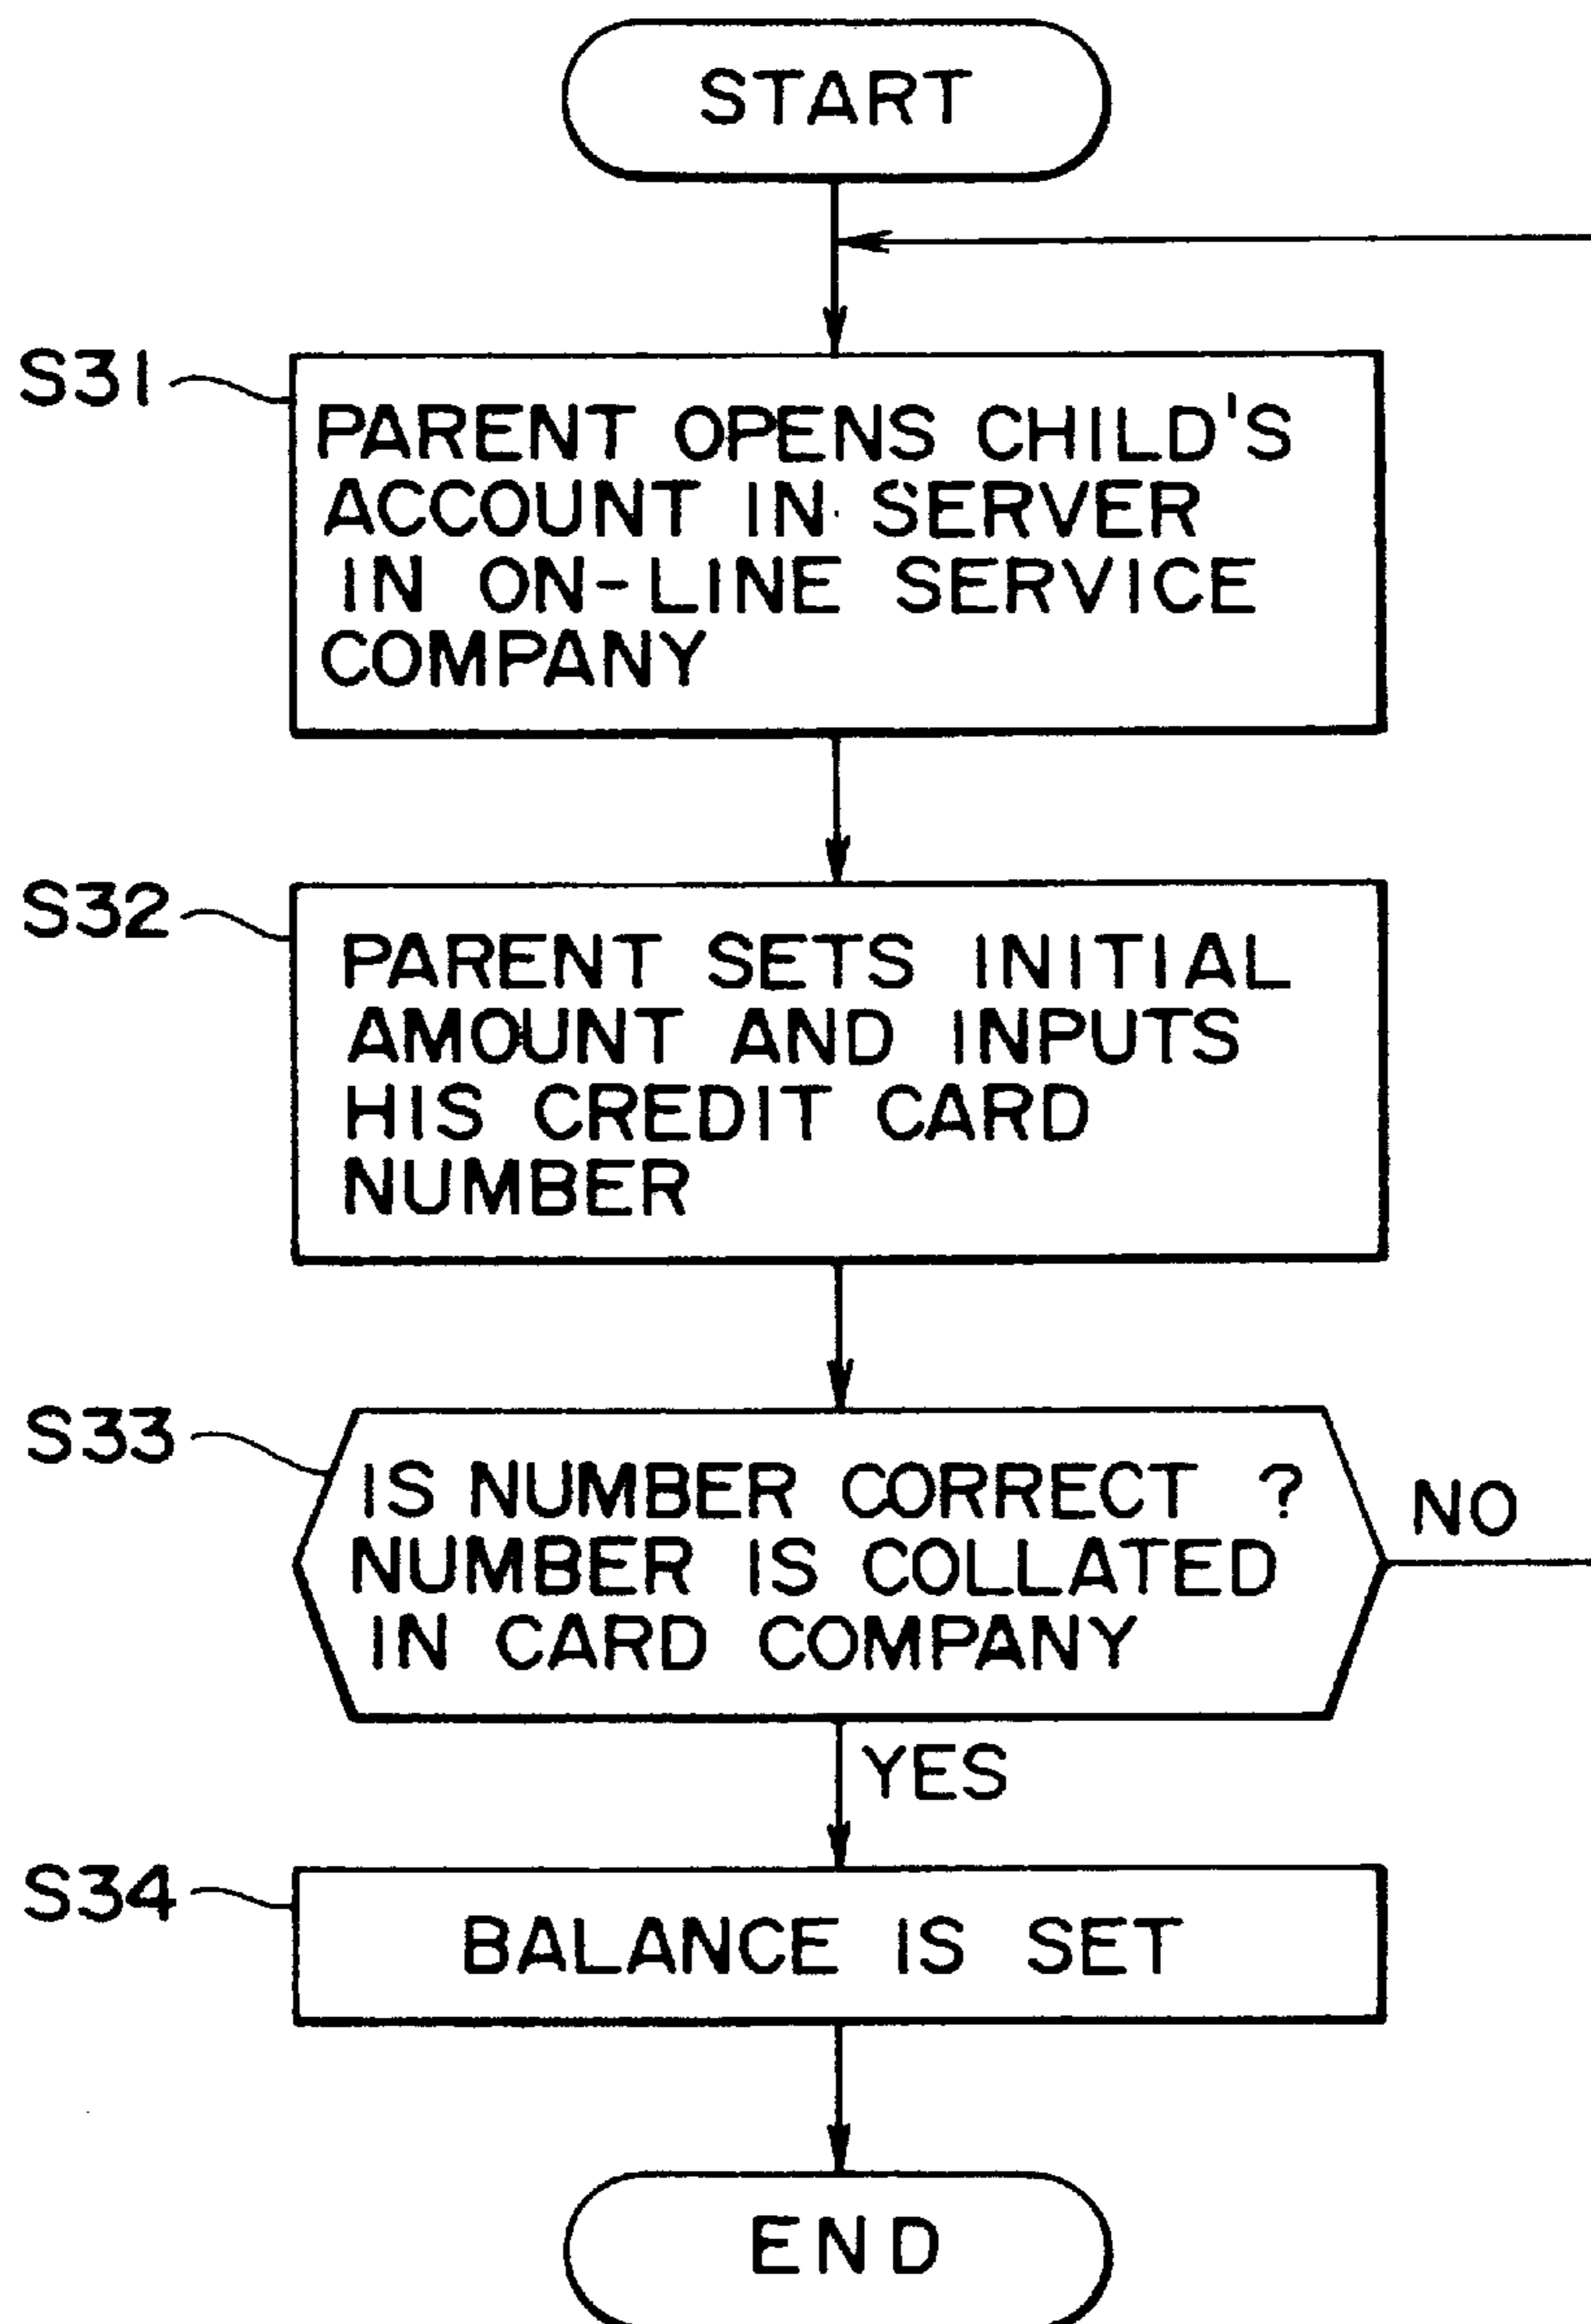 START
S31
PARENT OPENS CHILD'S
ACCOUNT IN SERVER
IN ON-LINE SERVICE
COMPANY
S32
PARENT SETS INITIAL
AMOUNT AND INPUTS
HIS CREDIT CARD
NUMBER
S33
IS NUMBER CORRECT ?
NUMBER IS COLLATED
IN CARD COMPANY
NO
YES
S34
BALANCE IS SET
END